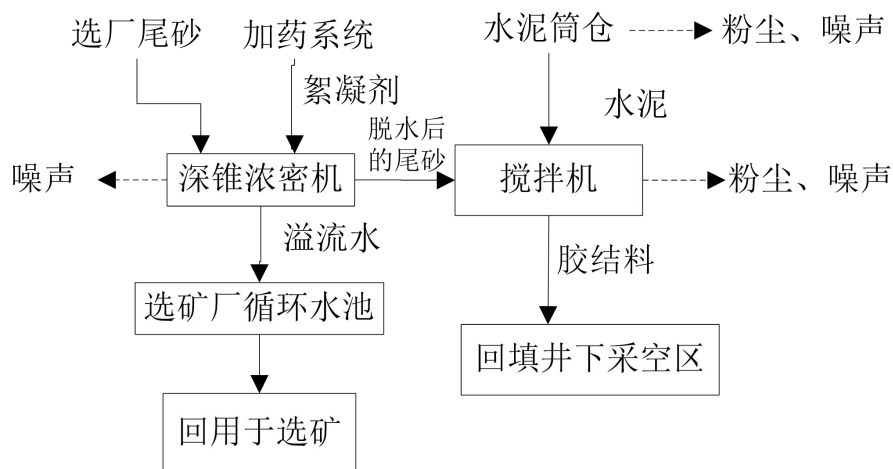 选厂尾砂
加药系统
水泥筒仓
粉尘、噪声
絮凝剂
水泥
脱水后
的尾砂
噪声
深锥浓密机
搅拌机
粉尘、噪声
溢流水
胶结料
选矿厂循环水池
回填井下采空区
回用于选矿